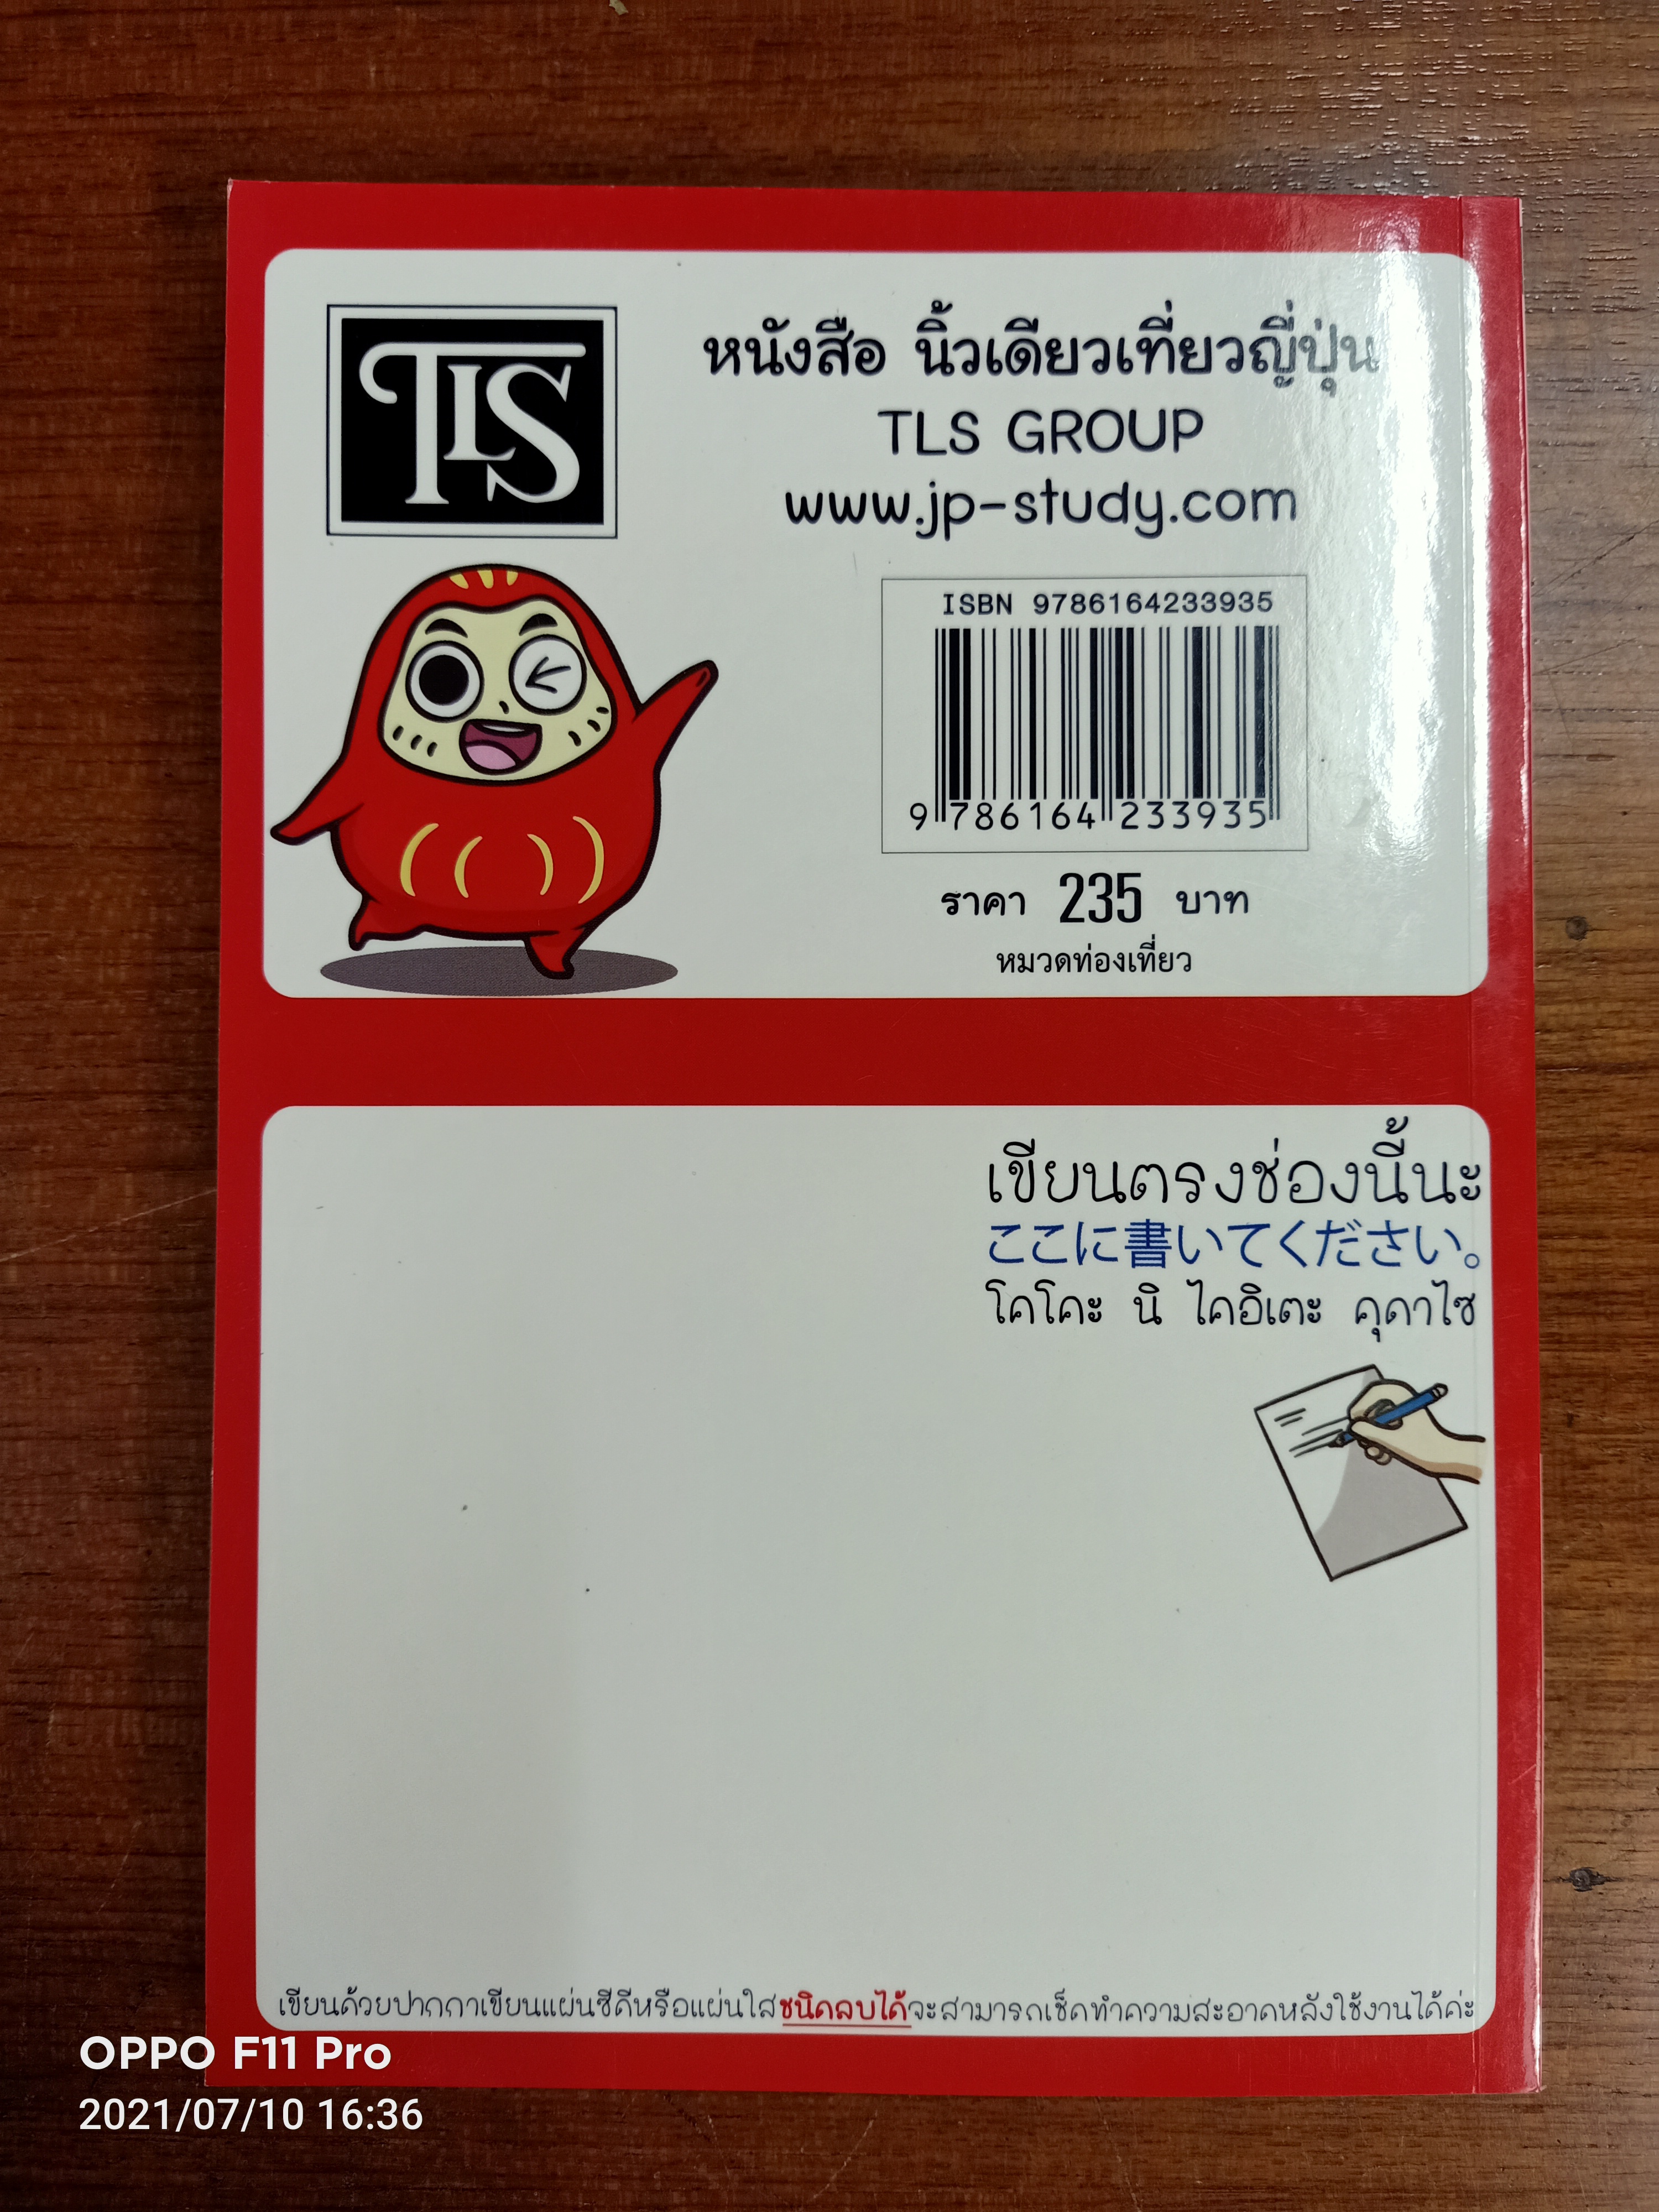 TLS
หนังสือ นิ้วเดียวเที่ยวญี่ปุ่น
TLS GROUP
www.jp-study.com
ISBN 9786164233935
9 786164 233935
ราคา 235 บาท
หมวดท่องเที่ยว
เขียนตรงช่องนี้นะ
ここに書いてください。
โคโคะ นิ ไคอิเตะ คุดาไซ
เขียนด้วยปากกาเขียนแผ่นซีดีหรือแผ่นใสชนิดลบได้จะสามารถเช็ดทำความสะอาดหลังใช้งานได้ค่ะ
OPPO F11 Pro
2021/07/10 16:36